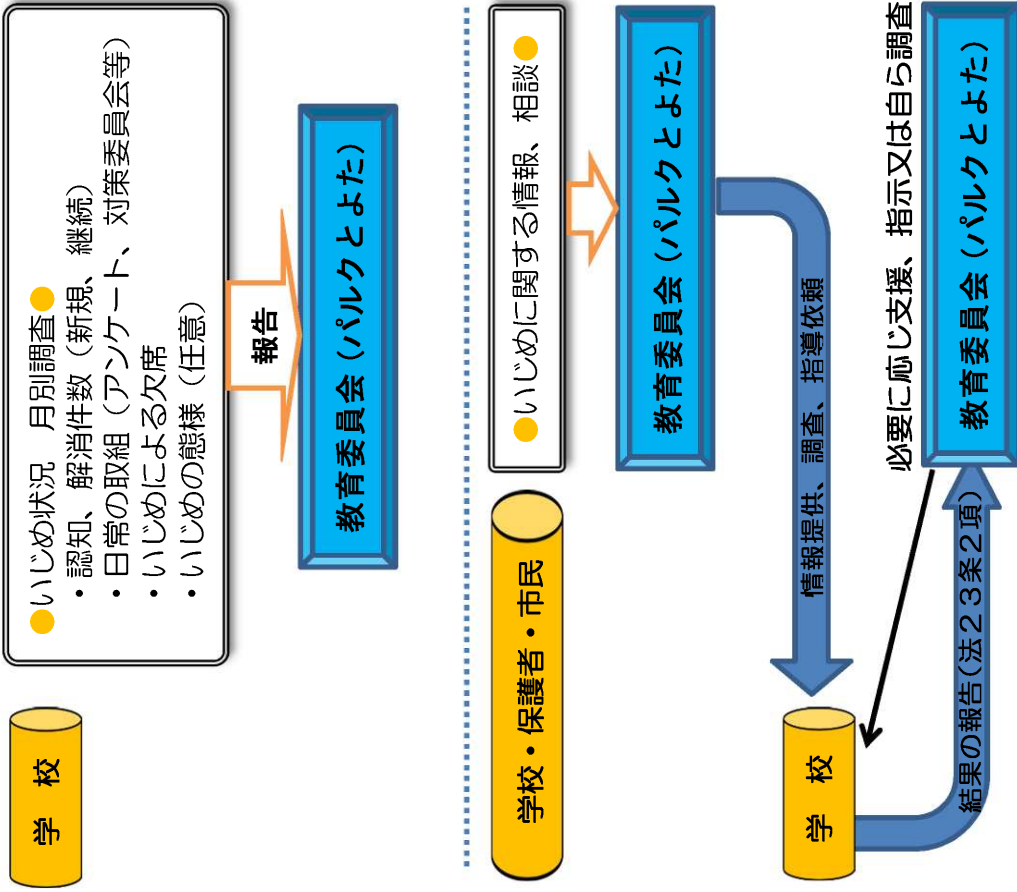 学　校
●いじめ状況　月別調査●
・認知、解消件数（新規、継続）
・日常の取組（アンケート、対策委員会等）
・いじめによる欠席
・いじめの態様（任意）
報告
教育委員会（パルクとよた）
学校・保護者・市民
●いじめに関する情報、相談●
教育委員会（パルクとよた）
情報提供、調査、指導依頼
学　校
必要に応じ支援、指示又は自ら調査
教育委員会（パルクとよた）
結果の報告（法２３条２項）